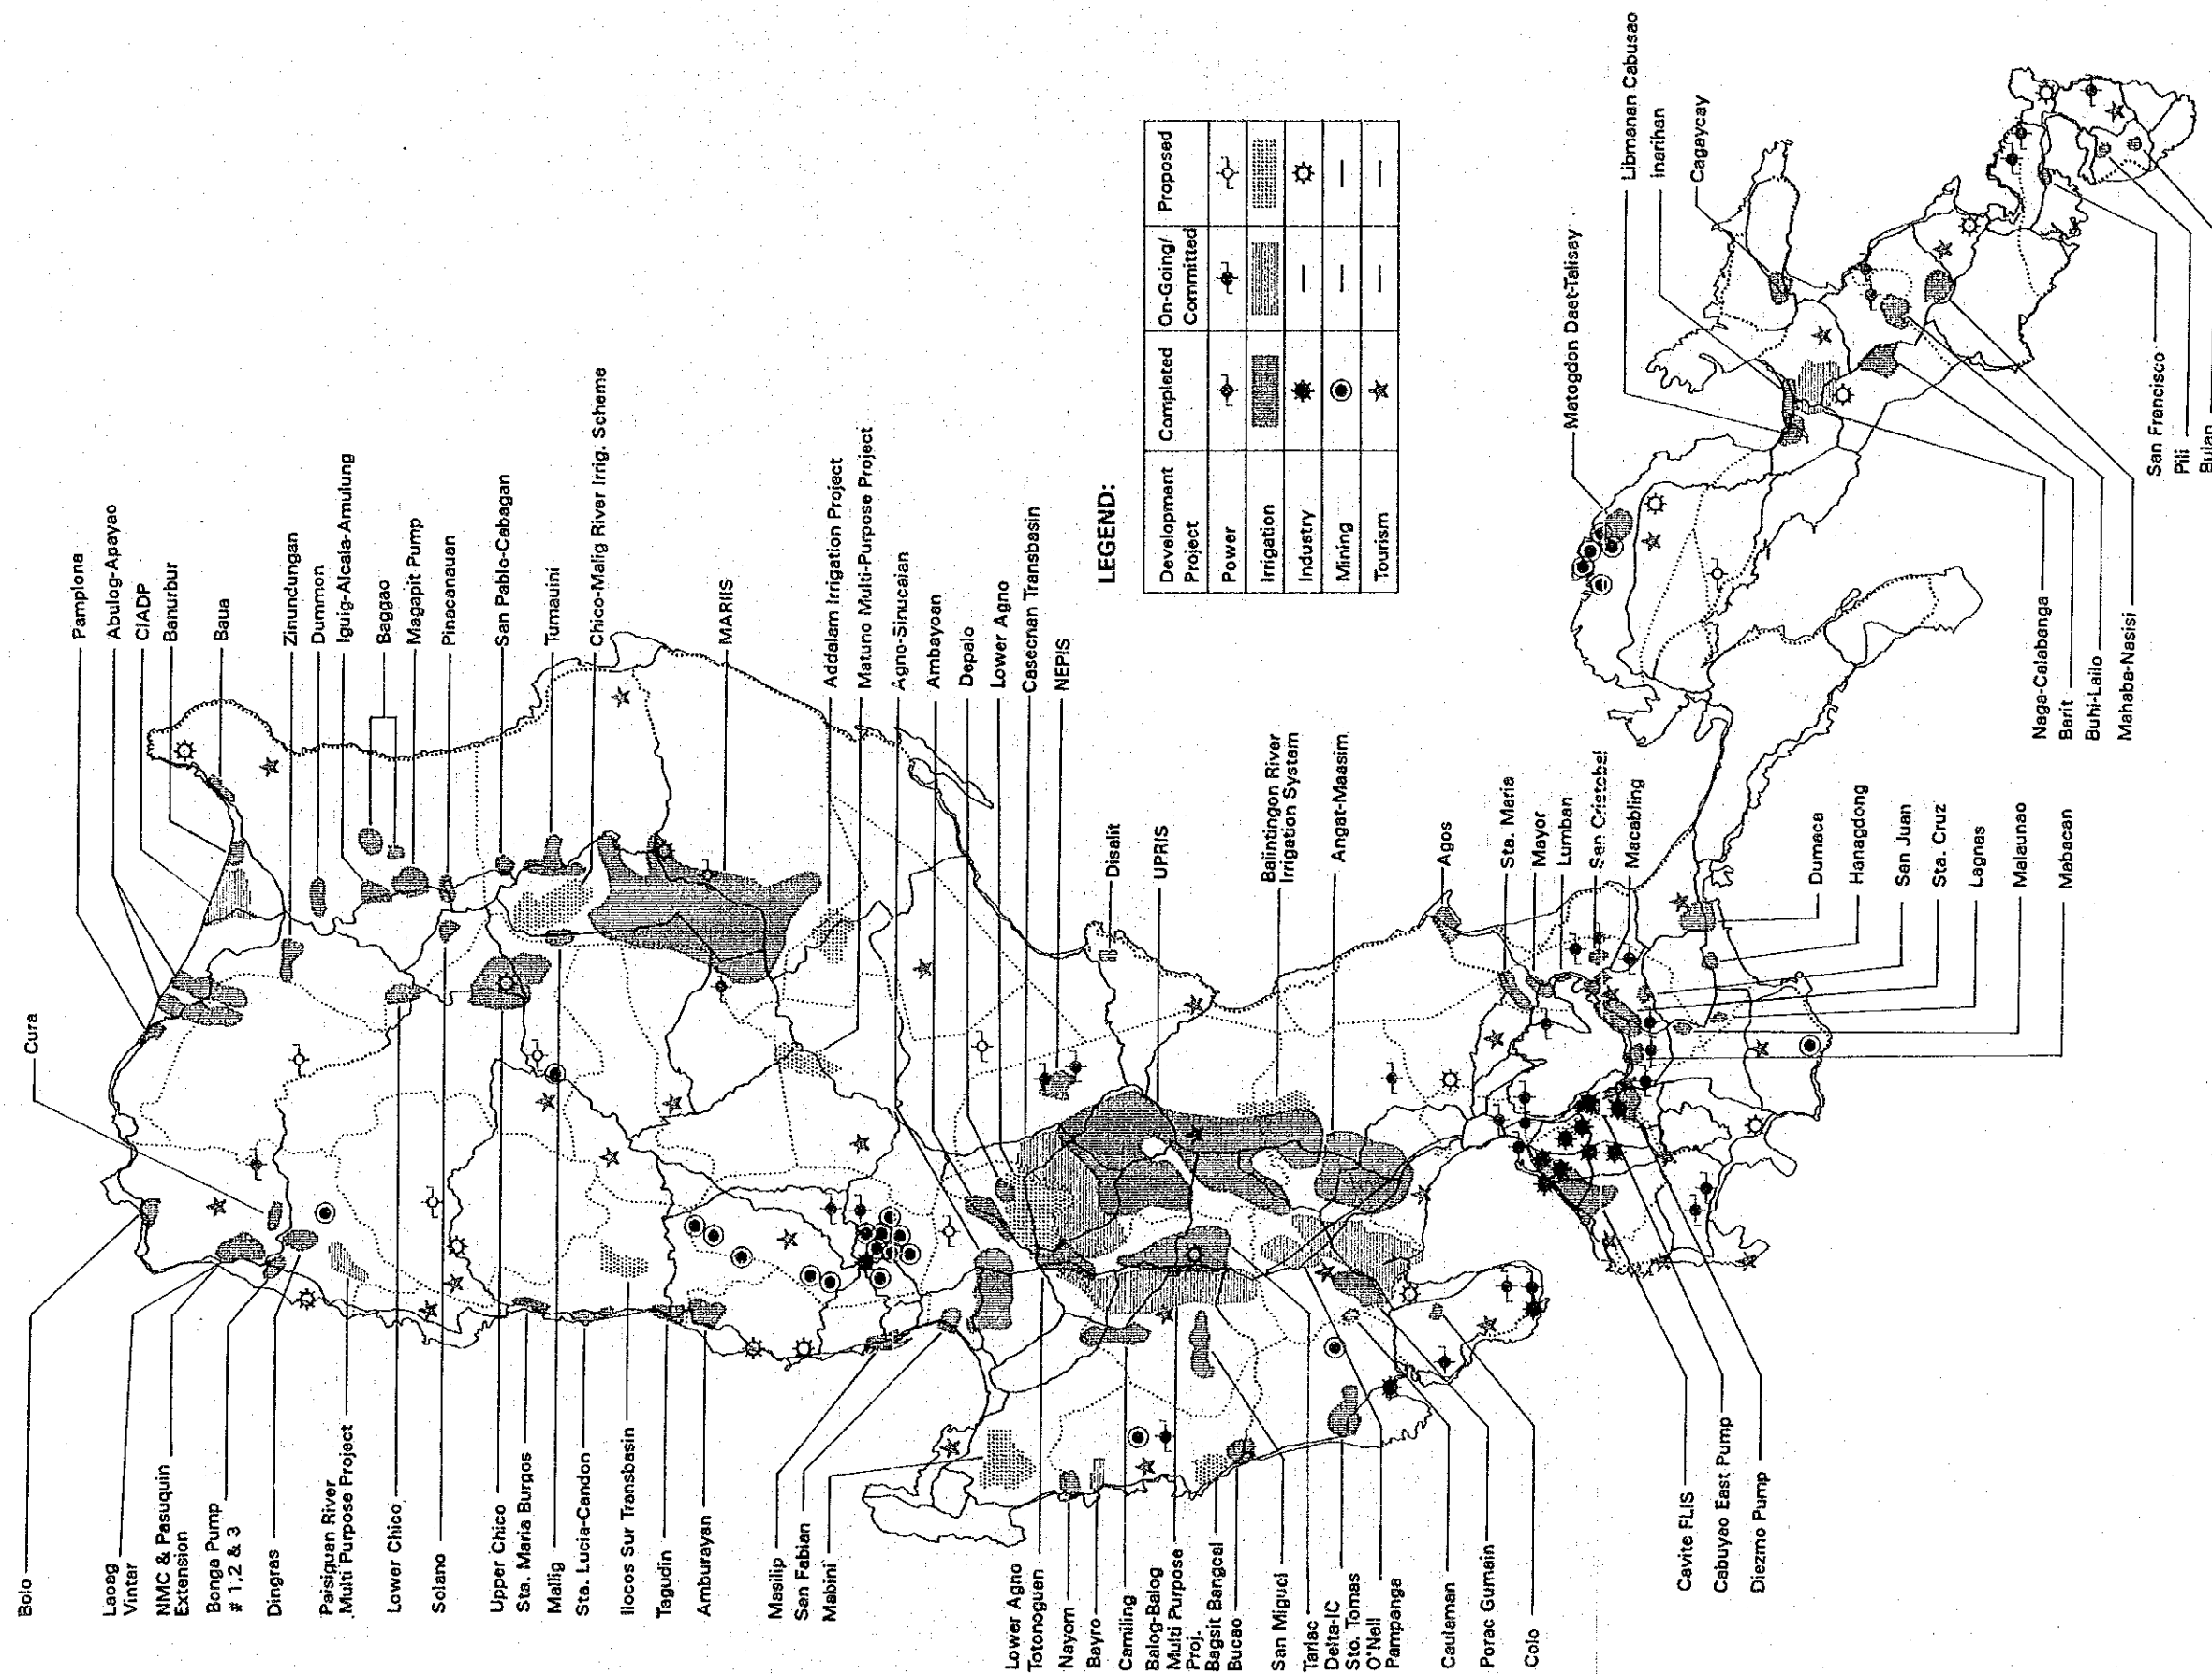 Bolo
Cura
Laoag
Vintar
NMC & Pasuquin
Extension
Bonga Pump
# 1,2 & 3
Dingras
Palsiguan River
Multi Purpose Project
Lower Chico
Solano
Upper Chico
Sta. Maria Burgos
Mallig
Sta. Lucia-Candon
Ilocos Sur Transbasin
Tagudin
Amburayan
Masilip
San Fabian
Mabini
Lower Agno
Totonoguen
Nayom
Bayro
Camiling
Balog-Balog
Multi Purpose
Proj.
Bagsit Bangcal
Bucao
San Miguel
Tarlac
Delta-IC
Sto. Tomas
O'Nell
Pampanga
Caulaman
Porac Gumain
Colo
Cavite FLIS
Cabuyao East Pump
Diezmo Pump
Pamplona
Abulog-Apayao
CIADP
Banurbur
Baua
Zinundungan
Dummon
Iguig-Alcala-Amulung
Baggao
Magapit Pump
Pinacanauan
San Pablo-Cabagan
Tumauini
Chico-Malig River Irrig. Scheme
MARIIS
Addalam Irrigation Project
Matuno Multi-Purpose Project
Agno-Sinucaian
Ambayoan
Depalo
Lower Agno
Casecnan Transbasin
NEPIS
Disalit
UPRIS
Balintingon River
Irrigation System
Angat-Maasim
Agos
Sta. Maria
Mayor
Lumban
San Cristobal
Macabling
Dumaca
Hanagdong
San Juan
Sta. Cruz
Lagnas
Malaunao
Mabacan
LEGEND:
Development
Project
Completed
On-Going/
Committed
Proposed
Power
Irrigation
Industry
Mining
Tourism
Matogdon Daet-Talisay
Libmanan Cabusao
Inarihan
Cagaycay
Naga-Calabanga
Barit
Buhi-Lailo
Mahaba-Nasisi
San Francisco
Pili
Bulan